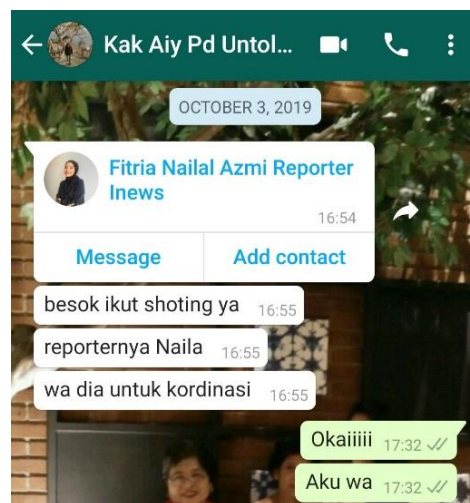 Kak Aiy Pd Untol...
OCTOBER 3, 2019
Fitria Nailal Azmi Reporter
Inews
16:54
Message Add contact
besok ikut shoting ya 16:55
reporternya Naila 16:55
wa dia untuk kordinasi 16:55
Okaiiiii 17:32
Aku wa 17:32